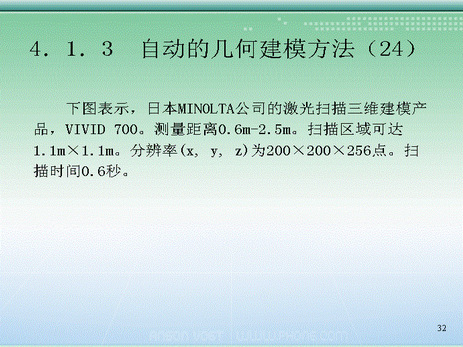 4.1.3 自动的几何建模方法（24）
下图表示，日本MINOLTA公司的激光扫描三维建模产
品，VIVID 700。测量距离0.6m-2.5m。扫描区域可达
1.1m×1.1m。分辨率(x, y, z)为200×200×256点。扫
描时间0.6秒。
32